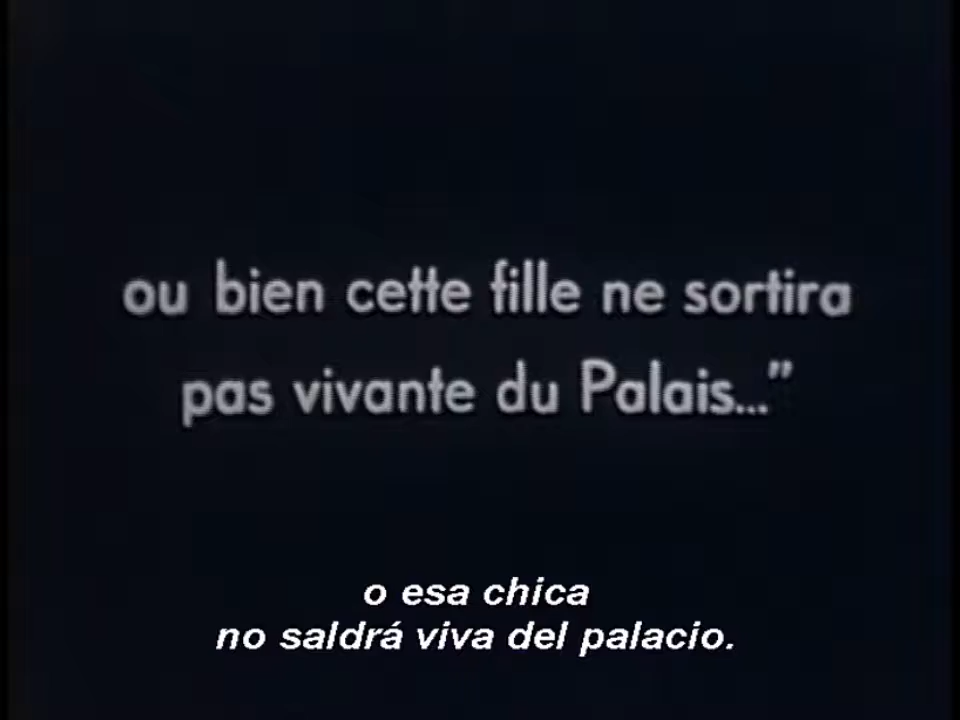 ou bien cette fille ne sortira
pas vivante du Palais..."
o esa chica
no saldrá viva del palacio.